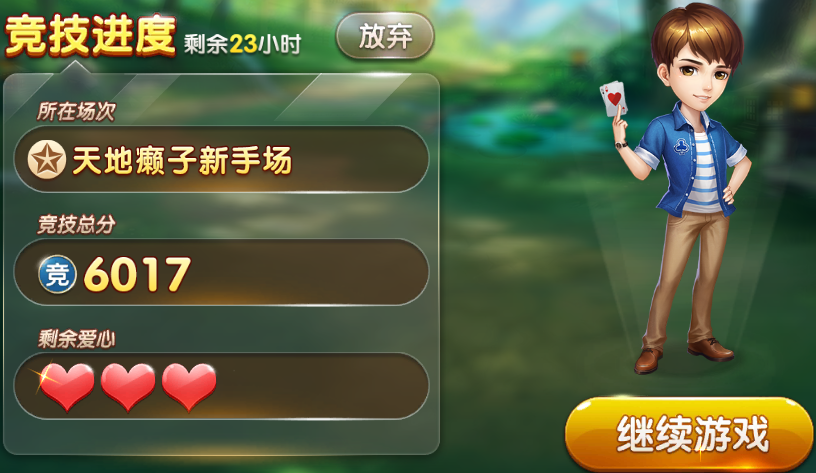 竞技进度 剩余23小时 放弃
所在场次
天地癞子新手场
竞技总分
竞 6017
剩余爱心
继续游戏